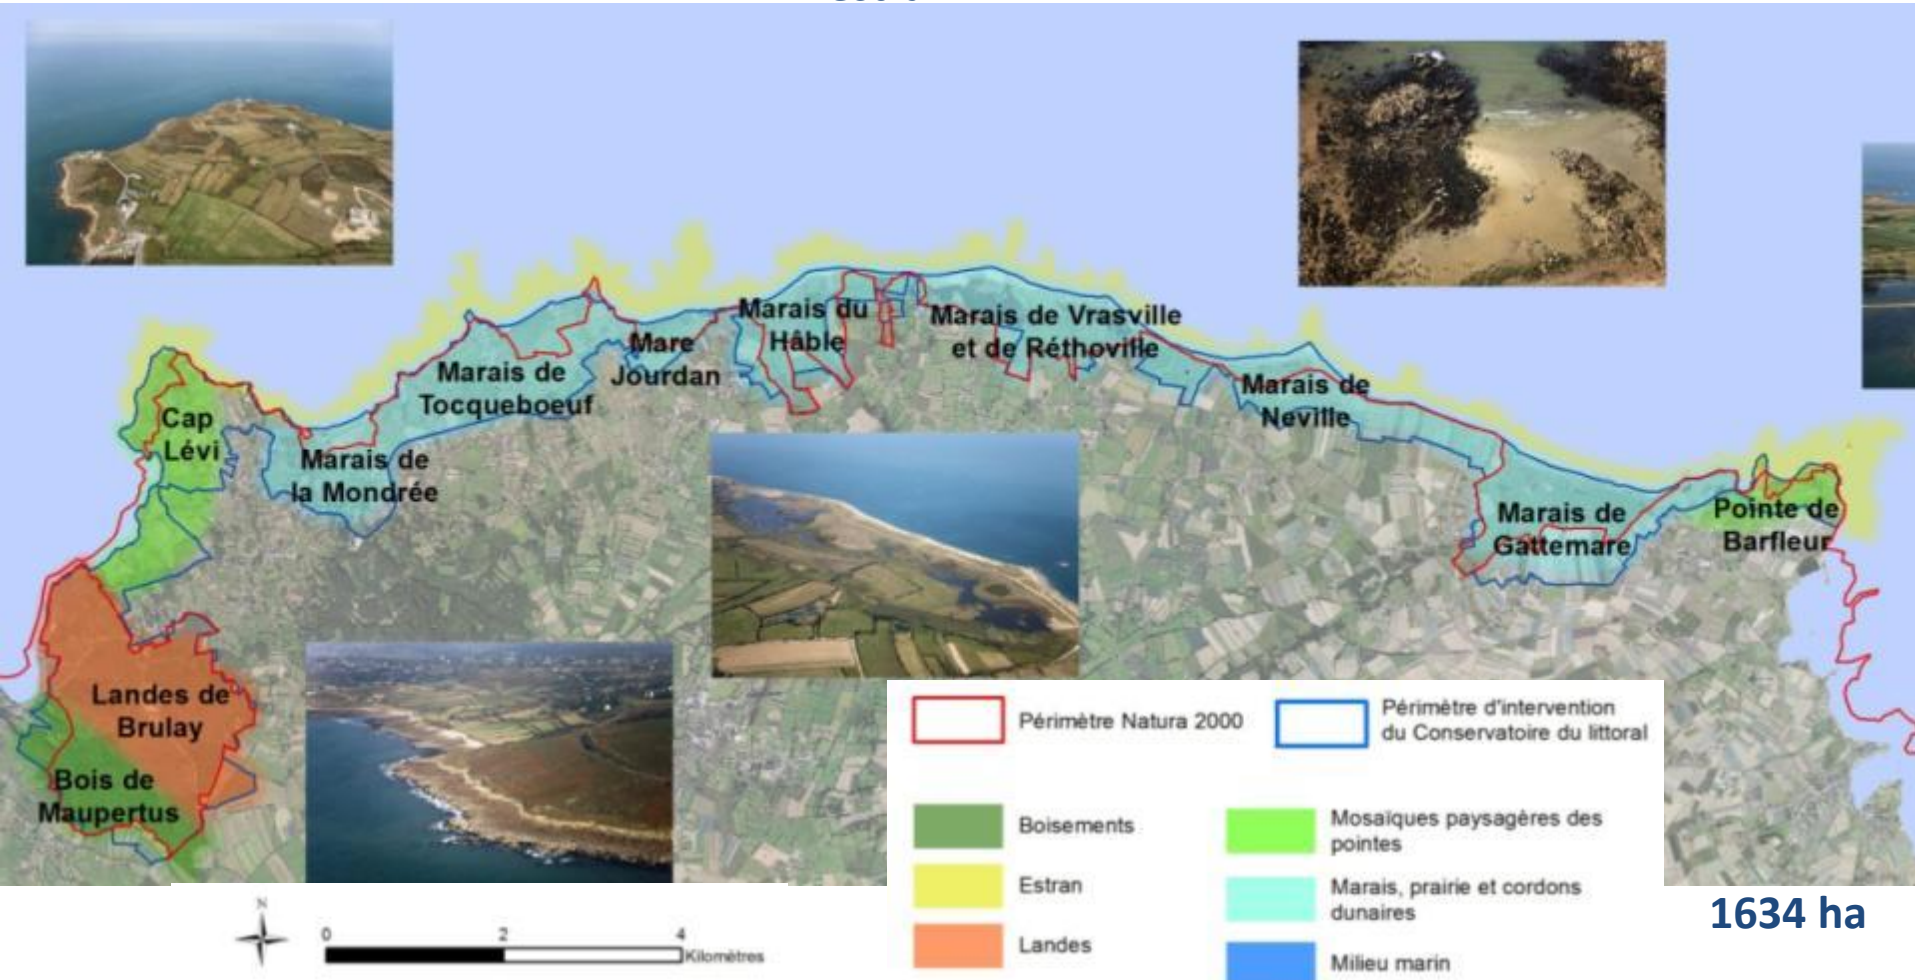 Marais du
Hâble
Marais de Vrasville
et de Réthoville
Mare
Jourdan
Marais de
Tocqueboeuf
Marais de
Neville
Cap
Lévi
Marais de
la Mondrée
Marais de
Gattemare
Pointe de
Barfleur
Landes de
Brulay
Bois de
Maupertus
Périmètre Natura 2000
Périmètre d'intervention
du Conservatoire du littoral
Boisements
Estran
Landes
Mosaïques paysagères des
pointes
Marais, prairie et cordons
dunaires
Milieu marin
N
0 2 4
Kilomètres
1634 ha